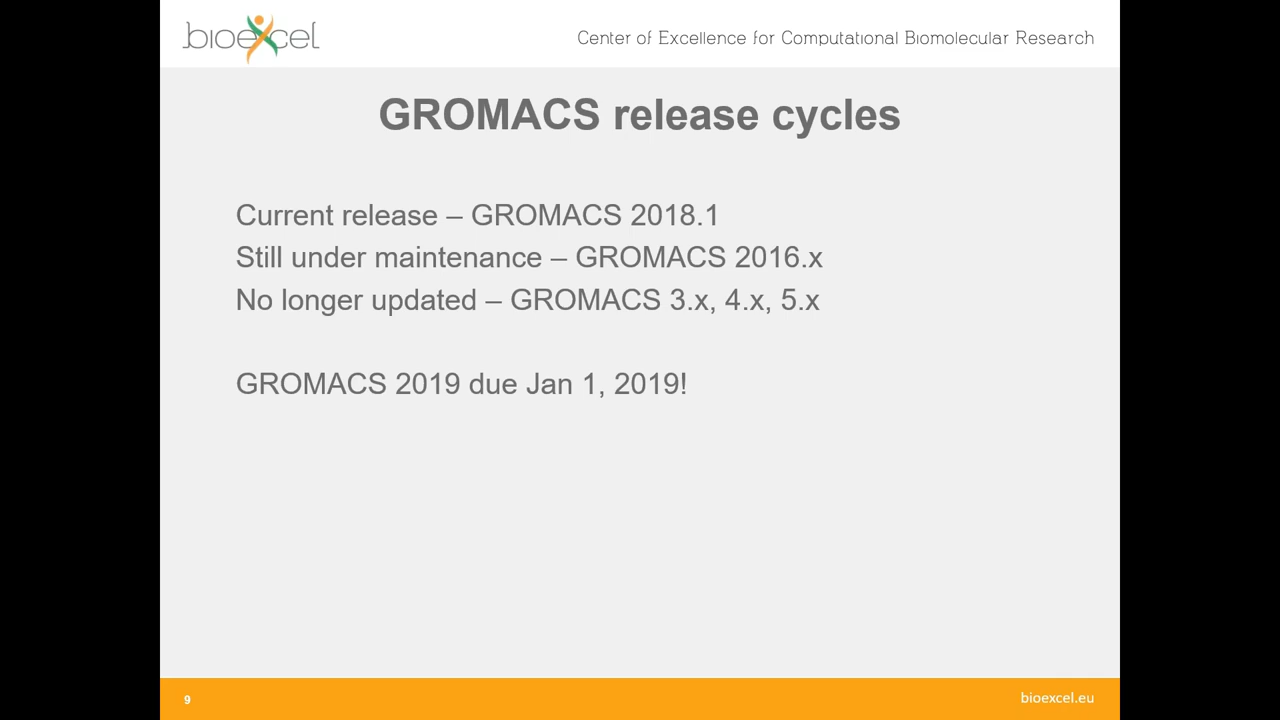 bioexcel
Center of Excellence for Computational Biomolecular Research
GROMACS release cycles
Current release – GROMACS 2018.1
Still under maintenance – GROMACS 2016.x
No longer updated – GROMACS 3.x, 4.x, 5.x
GROMACS 2019 due Jan 1, 2019!
9
bioexcel.eu